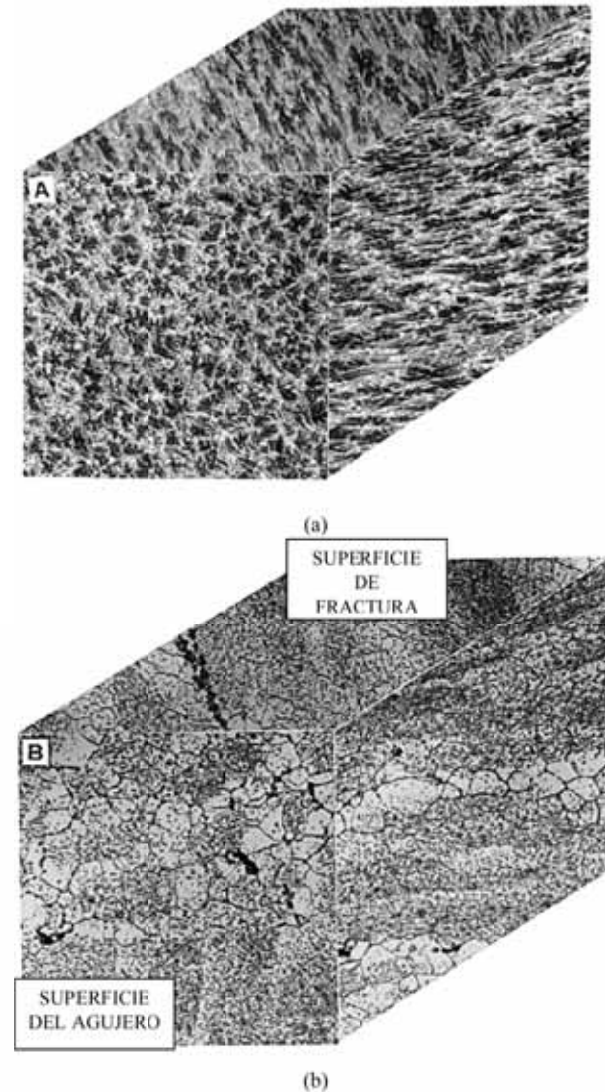 A
(a)
SUPERFICIE
DE
FRACTURA
B
SUPERFICIE
DEL AGUJERO
(b)